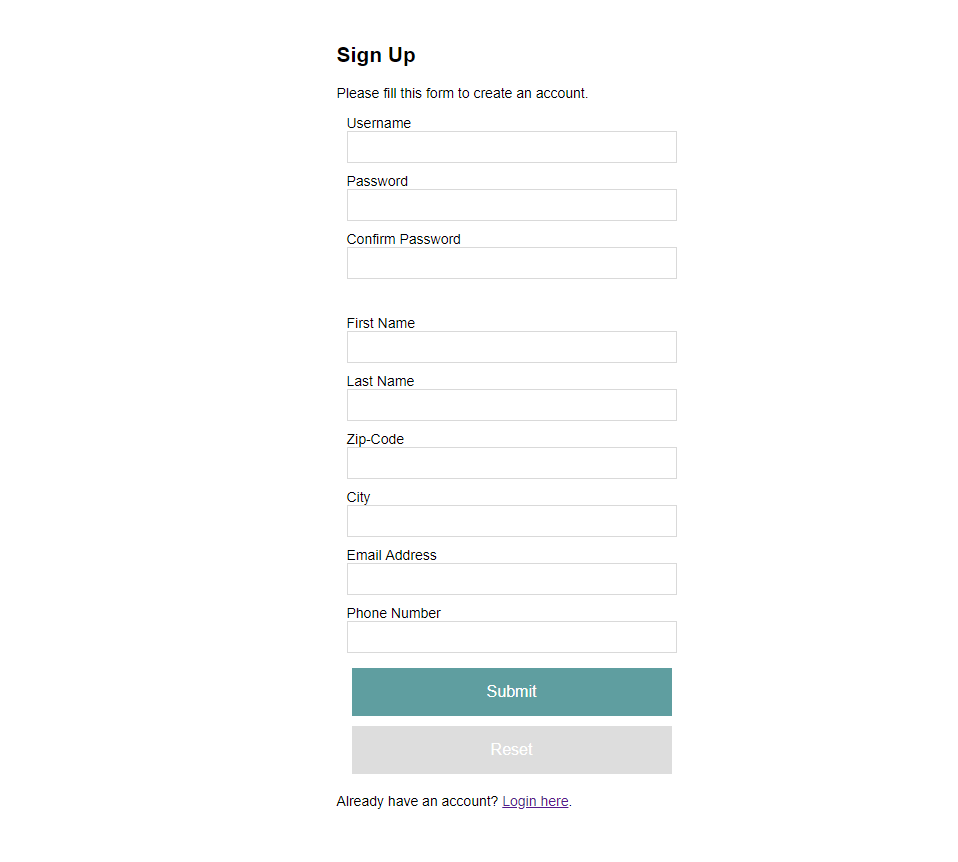 Sign Up
Please fill this form to create an account.
Username
Password
Confirm Password
First Name
Last Name
Zip-Code
City
Email Address
Phone Number
Submit
Reset
Already have an account? Login here.